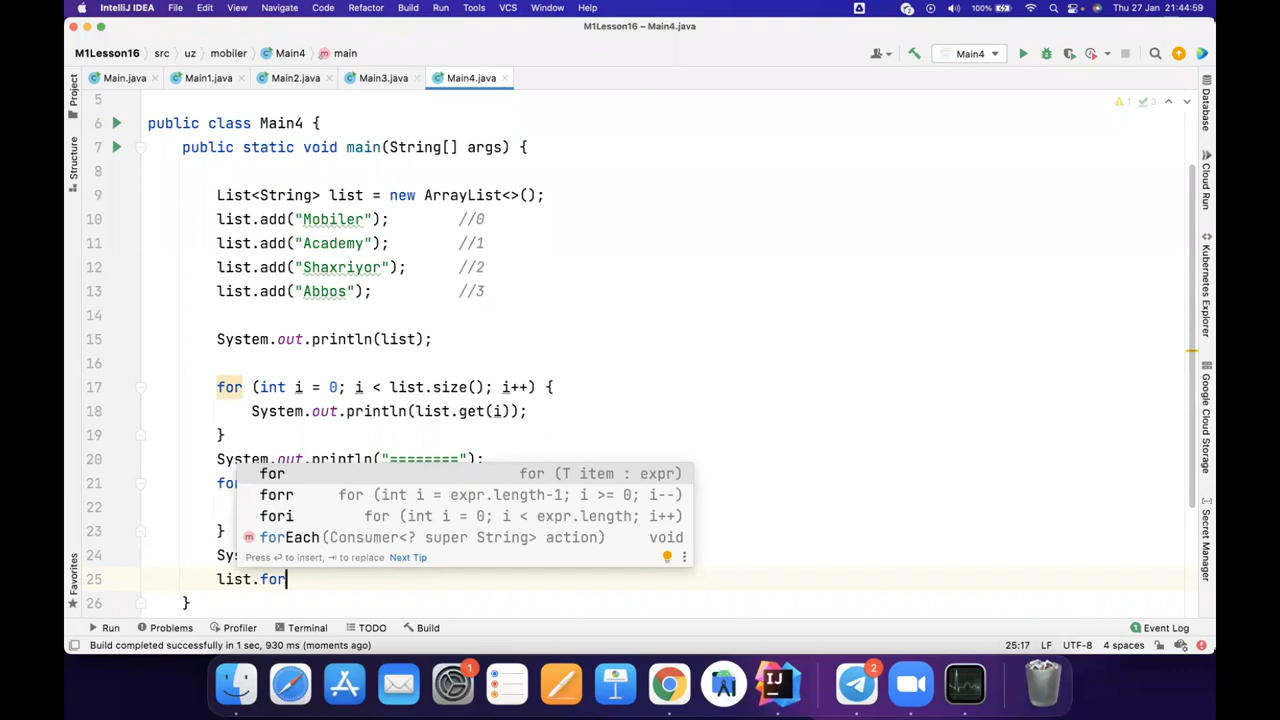 IntelliJ IDEA File Edit View Navigate Code Refactor Build Run Tools VCS Window Help 100% Thu 27 Jan 21:44:59
M1Lesson16 – Main4.java
M1Lesson16 src uz mobiler Main4 main Main4
Main.java Main1.java Main2.java Main3.java Main4.java
5
6 public class Main4 {
7 public static void main(String[] args) {
8
9 List<String> list = new ArrayList<>();
10 list.add("Mobiler"); //0
11 list.add("Academy"); //1
12 list.add("Shaxriyor"); //2
13 list.add("Abbos"); //3
14
15 System.out.println(list);
16
17 for (int i = 0; i < list.size(); i++) {
18 System.out.println(list.get(i));
19 }
20 System.out.println("========");
21 for
22
23 }
24 Sys
25 list.for
26 }
for for (T item : expr)
forr for (int i = expr.length-1; i >= 0; i--)
fori for (int i = 0; i < expr.length; i++)
forEach(Consumer<? super String> action) void
Press ⏎ to insert, ⇥ to replace Next Tip
1 3
Project
Structure
Favorites
Database
Cloud Run
Kubernetes Explorer
Google Cloud Storage
Secret Manager
Run Problems Profiler Terminal TODO Build 1 Event Log
Build completed successfully in 1 sec, 930 ms (moments ago) 25:17 LF UTF-8 4 spaces
1 2